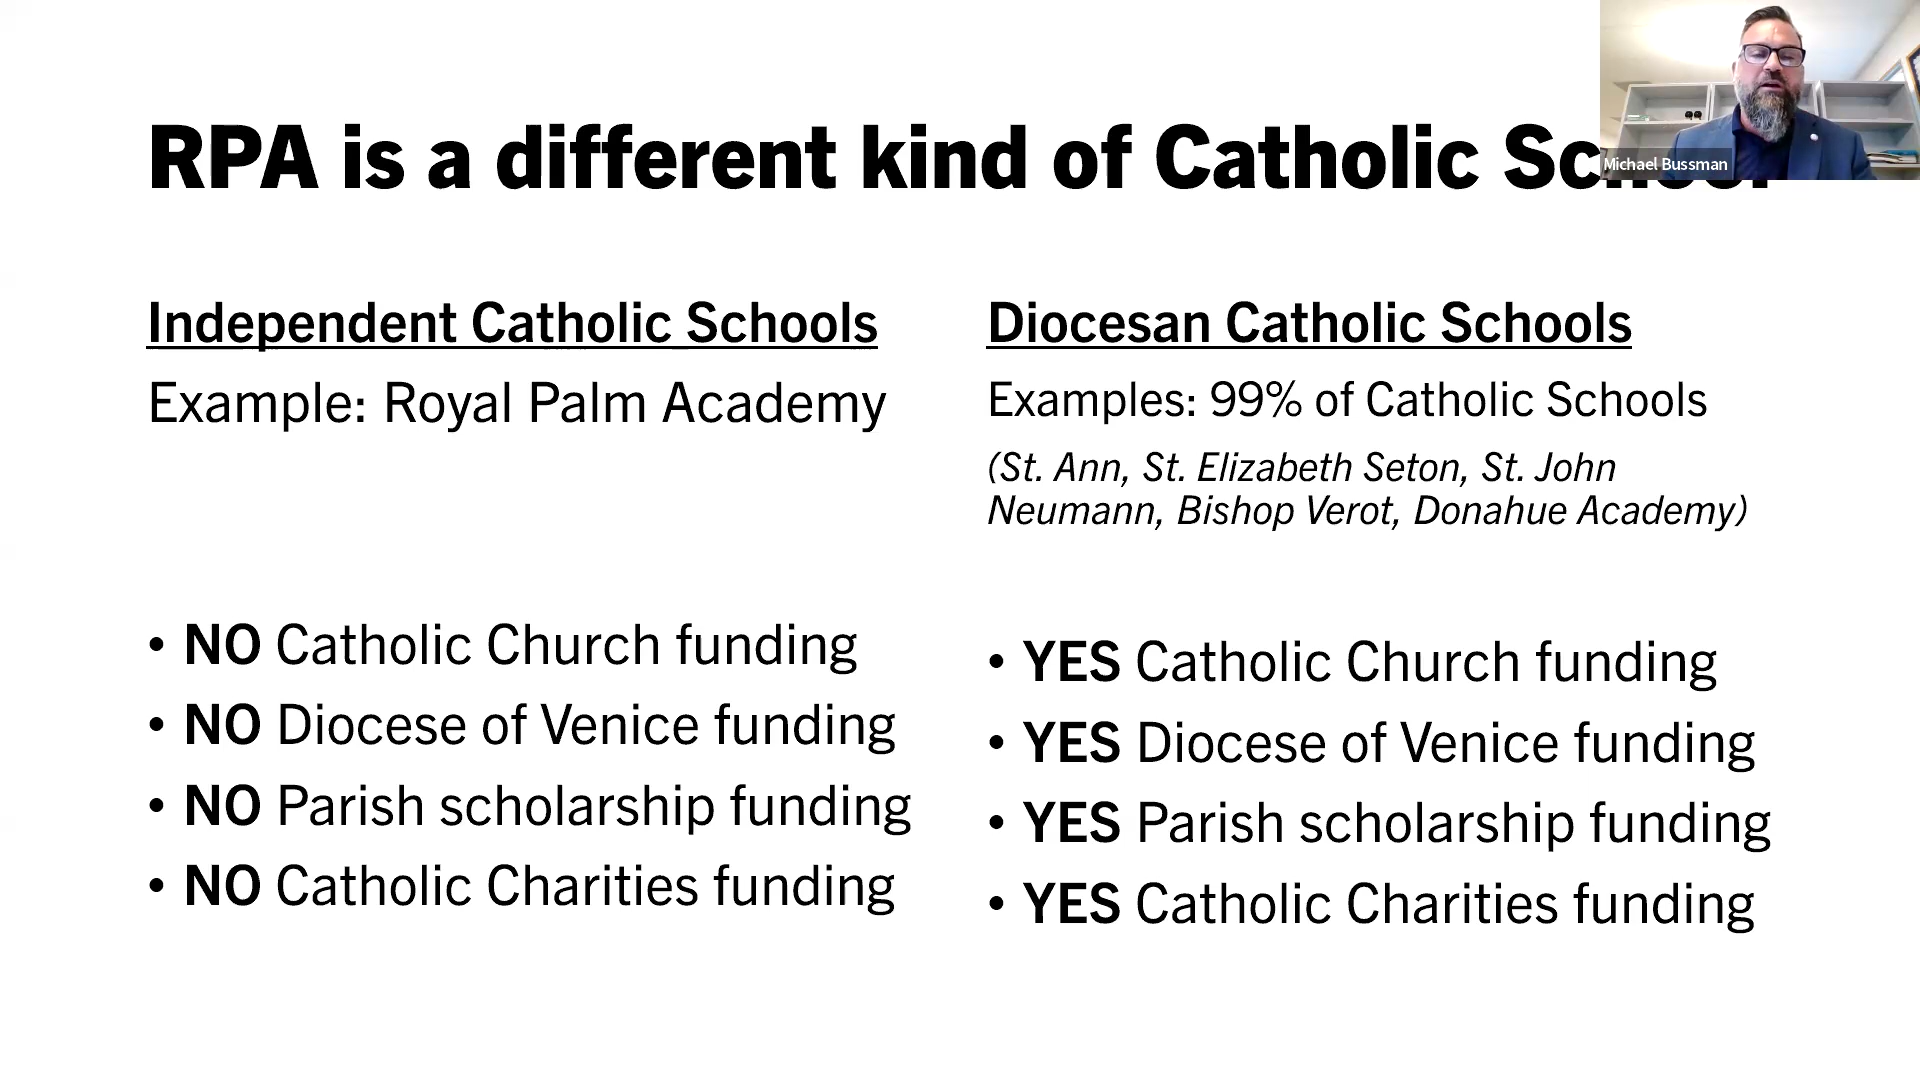 RPA is a different kind of Catholic
Michael Bussman
Independent Catholic Schools
Example: Royal Palm Academy
• NO Catholic Church funding
• NO Diocese of Venice funding
• NO Parish scholarship funding
• NO Catholic Charities funding
Diocesan Catholic Schools
Examples: 99% of Catholic Schools
(St. Ann, St. Elizabeth Seton, St. John
Neumann, Bishop Verot, Donahue Academy)
• YES Catholic Church funding
• YES Diocese of Venice funding
• YES Parish scholarship funding
• YES Catholic Charities funding